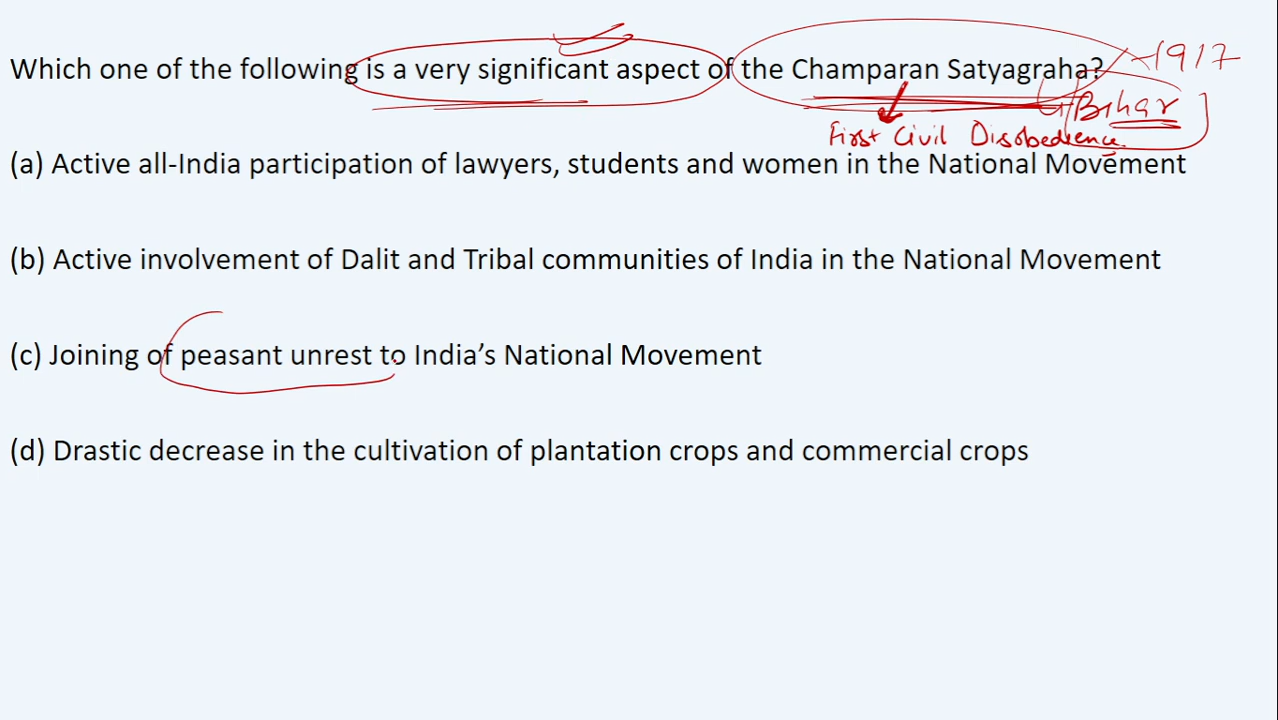 Which one of the following is a very significant aspect of the Champaran Satyagraha? 1917
Bihar
First Civil Disobedience
(a) Active all-India participation of lawyers, students and women in the National Movement
(b) Active involvement of Dalit and Tribal communities of India in the National Movement
(c) Joining of peasant unrest to India's National Movement
(d) Drastic decrease in the cultivation of plantation crops and commercial crops